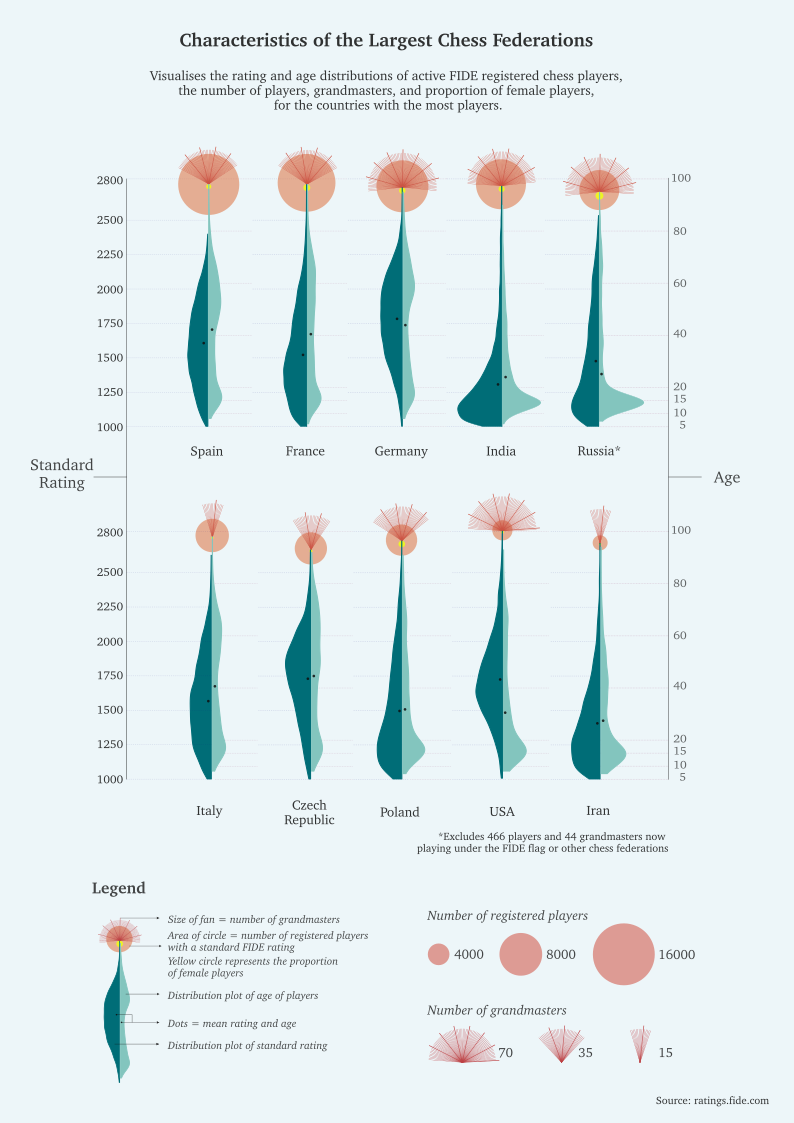 Characteristics of the Largest Chess Federations
Visualises the rating and age distributions of active FIDE registered chess players,
the number of players, grandmasters, and proportion of female players,
for the countries with the most players.
2800
2500
2250
2000
1750
1500
1250
1000
100
80
60
40
20
15
10
5
Spain
France
Germany
India
Russia*
Standard
Rating
Age
2800
2500
2250
2000
1750
1500
1250
1000
100
80
60
40
20
15
10
5
Italy
Czech
Republic
Poland
USA
Iran
*Excludes 466 players and 44 grandmasters now
playing under the FIDE flag or other chess federations
Legend
Size of fan = number of grandmasters
Area of circle = number of registered players
with a standard FIDE rating
Yellow circle represents the proportion
of female players
Distribution plot of age of players
Dots = mean rating and age
Distribution plot of standard rating
Number of registered players
4000
8000
16000
Number of grandmasters
70
35
15
Source: ratings.fide.com